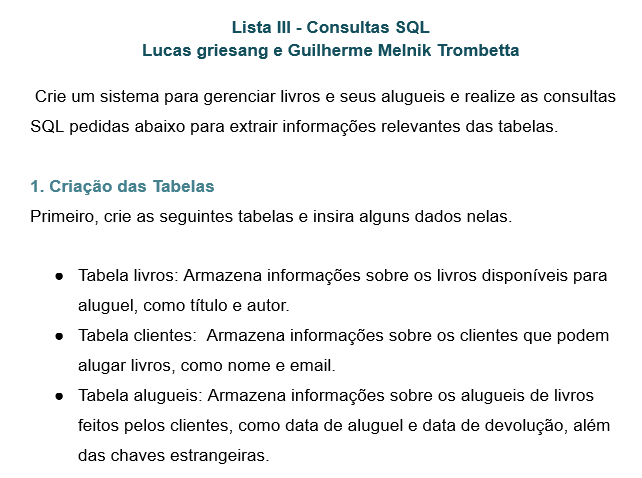 Lista III - Consultas SQL
Lucas griesang e Guilherme Melnik Trombetta
Crie um sistema para gerenciar livros e seus alugueis e realize as consultas
SQL pedidas abaixo para extrair informações relevantes das tabelas.
1. Criação das Tabelas
Primeiro, crie as seguintes tabelas e insira alguns dados nelas.
● Tabela livros: Armazena informações sobre os livros disponíveis para
aluguel, como título e autor.
● Tabela clientes:  Armazena informações sobre os clientes que podem
alugar livros, como nome e email.
● Tabela alugueis: Armazena informações sobre os alugueis de livros
feitos pelos clientes, como data de aluguel e data de devolução, além
das chaves estrangeiras.